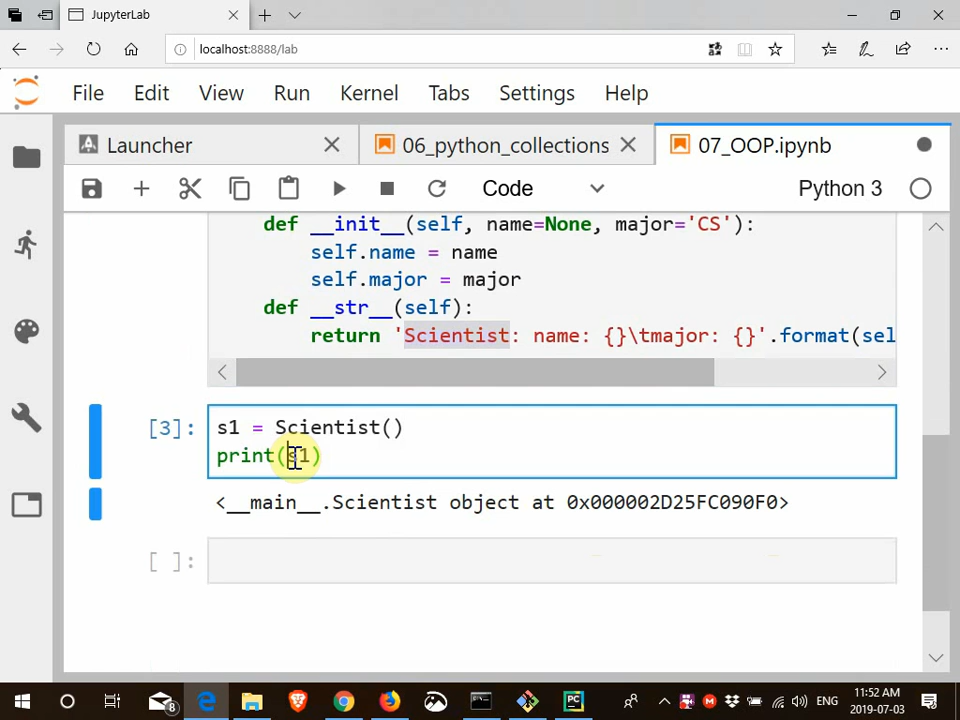 JupyterLab
localhost:8888/lab
File Edit View Run Kernel Tabs Settings Help
Launcher 06_python_collections 07_OOP.ipynb
Code Python 3
def __init__(self, name=None, major='CS'):
self.name = name
self.major = major
def __str__(self):
return 'Scientist: name: {}\tmajor: {}'.format(sel
[3]: s1 = Scientist()
print(s1)
<__main__.Scientist object at 0x000002D25FC090F0>
[ ]:
8 PC ENG 11:52 AM
2019-07-03